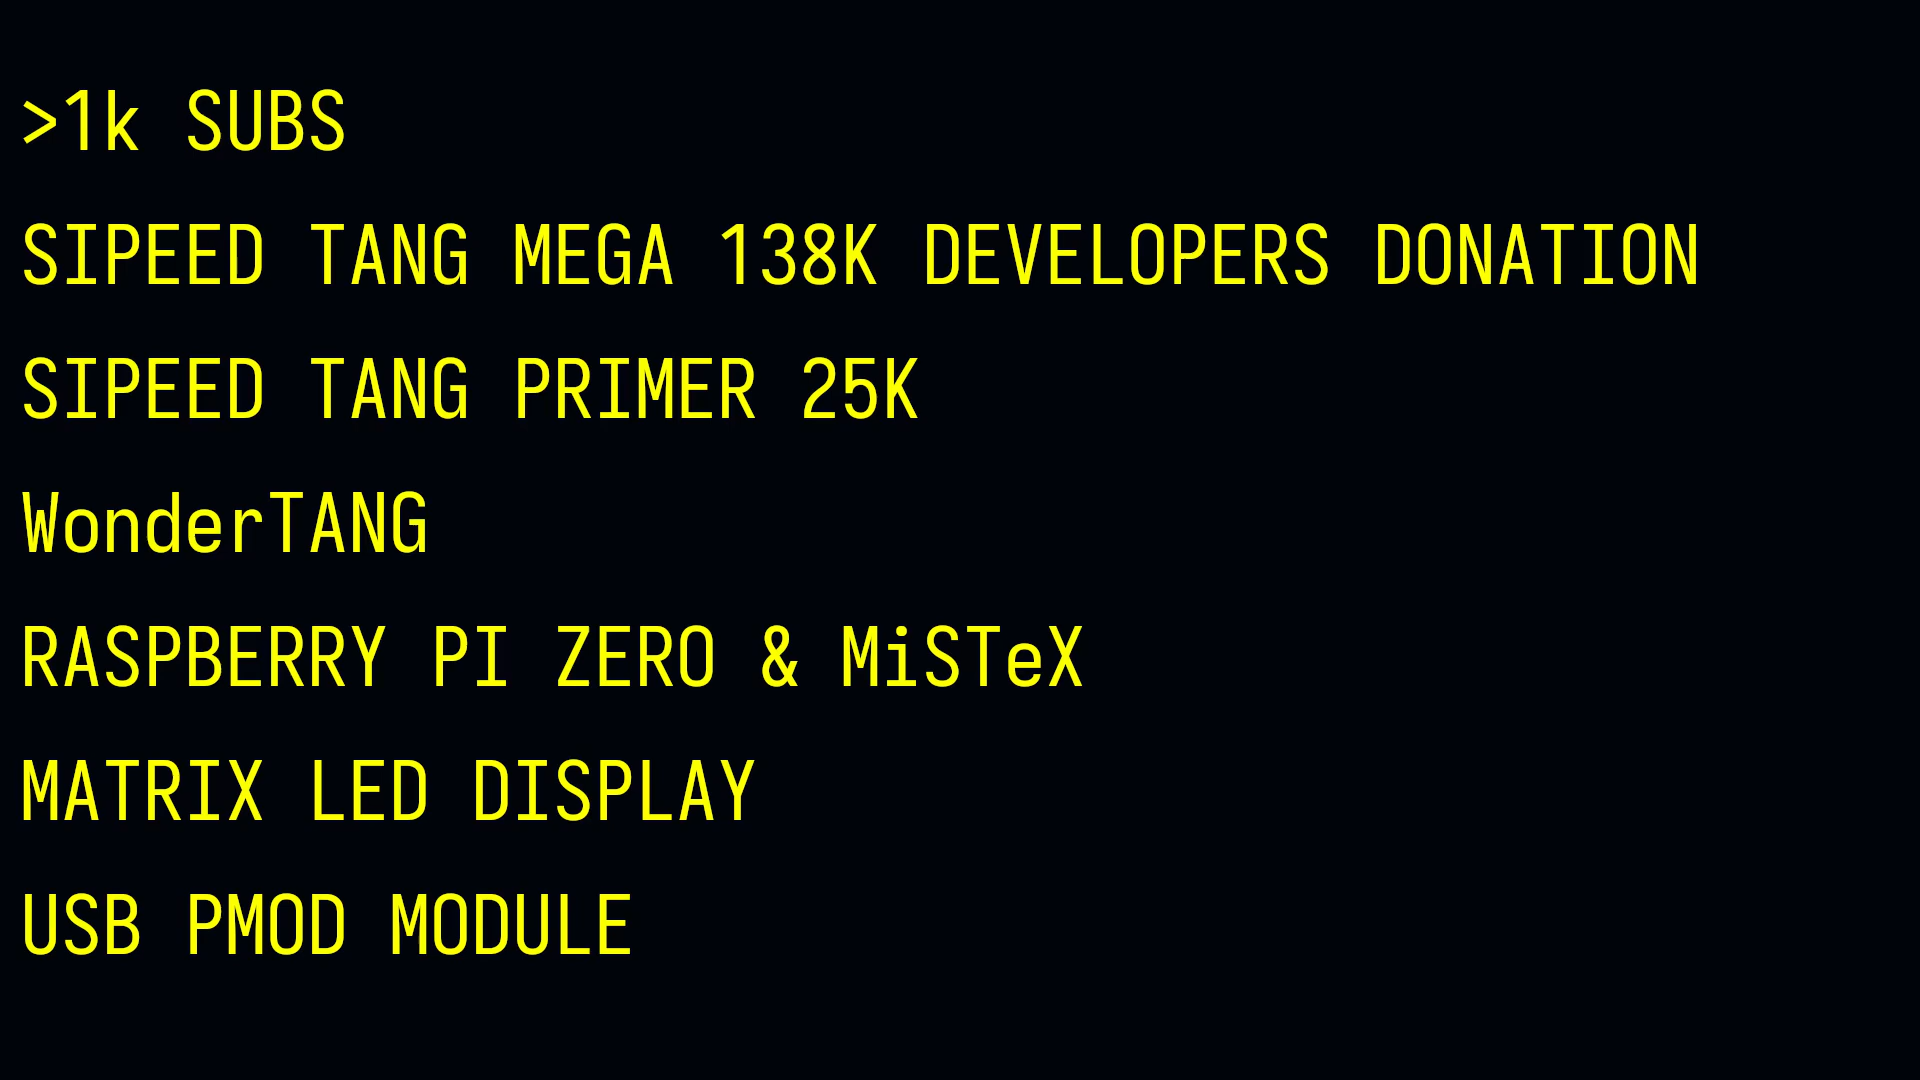 >1k SUBS
SIPEED TANG MEGA 138K DEVELOPERS DONATION
SIPEED TANG PRIMER 25K
WonderTANG
RASPBERRY PI ZERO & MiSTeX
MATRIX LED DISPLAY
USB PMOD MODULE